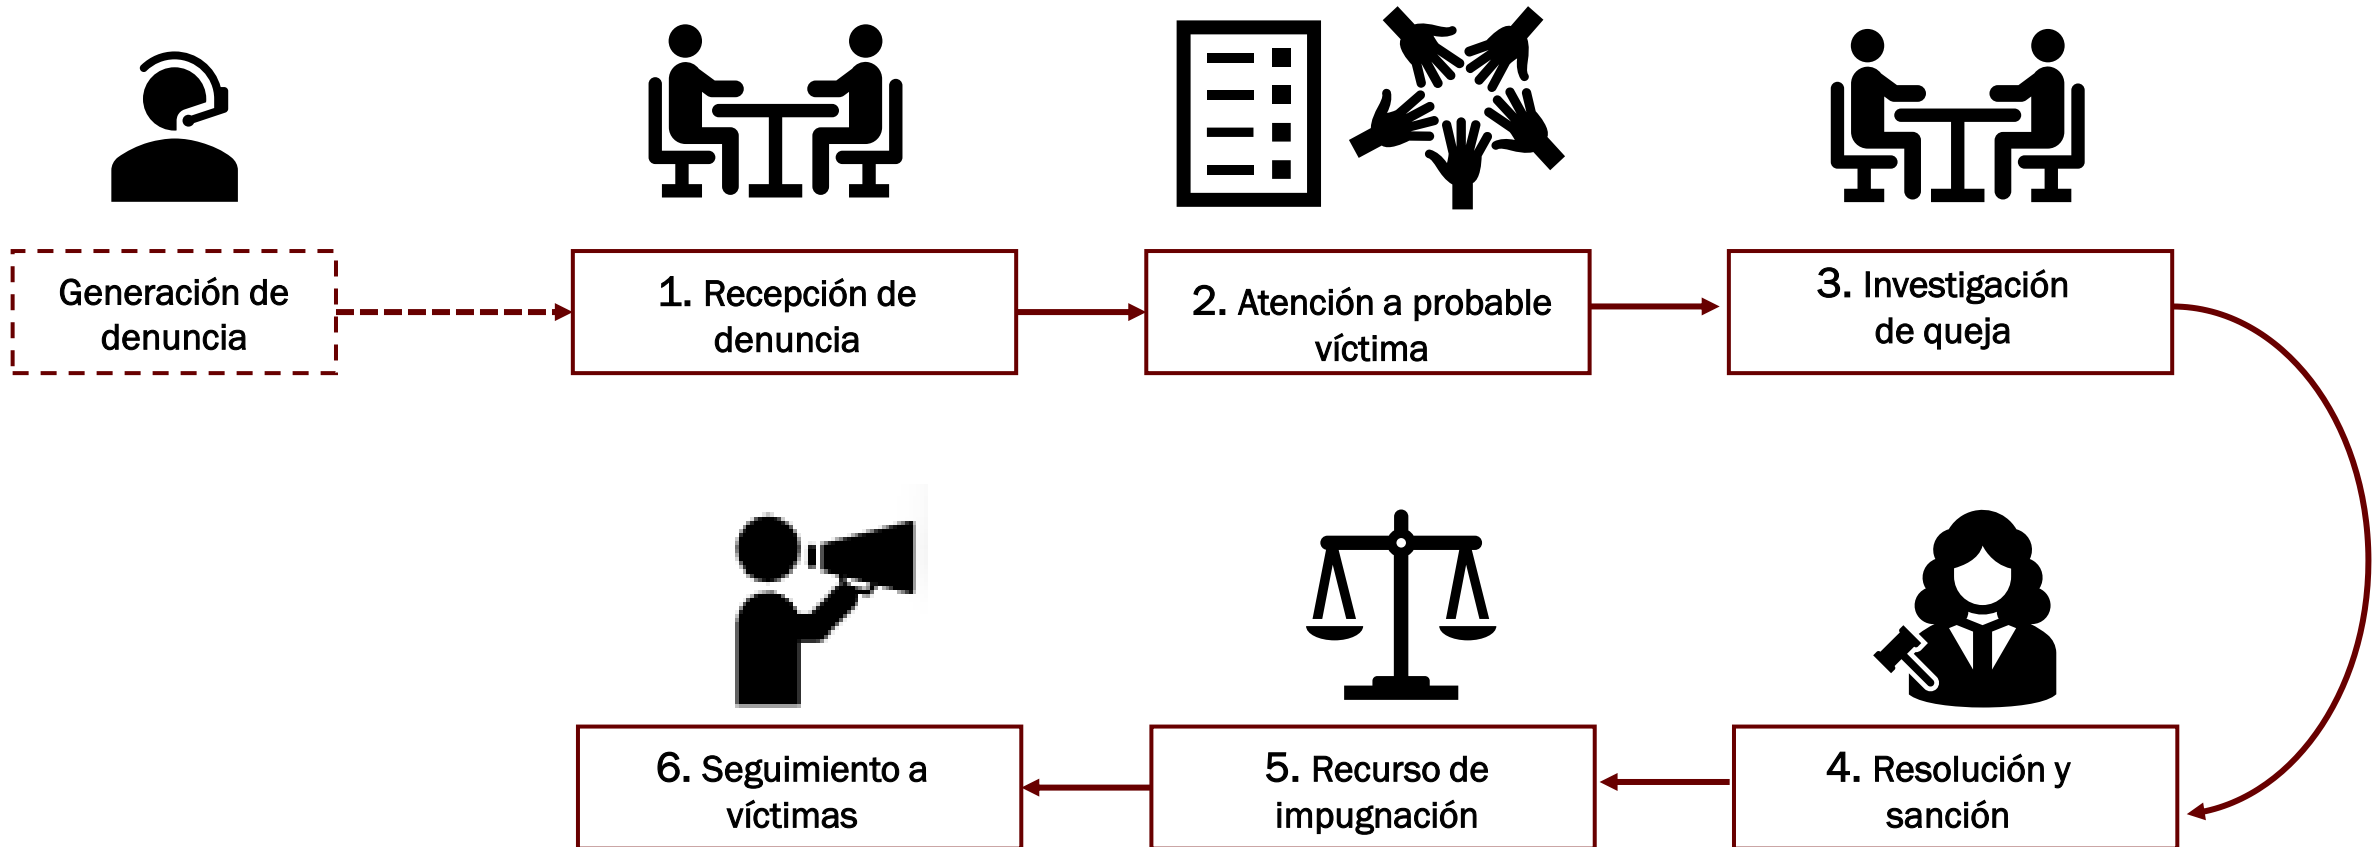 Generación de
denuncia
1. Recepción de
denuncia
2. Atención a probable
víctima
3. Investigación
de queja
4. Resolución y
sanción
5. Recurso de
impugnación
6. Seguimiento a
víctimas